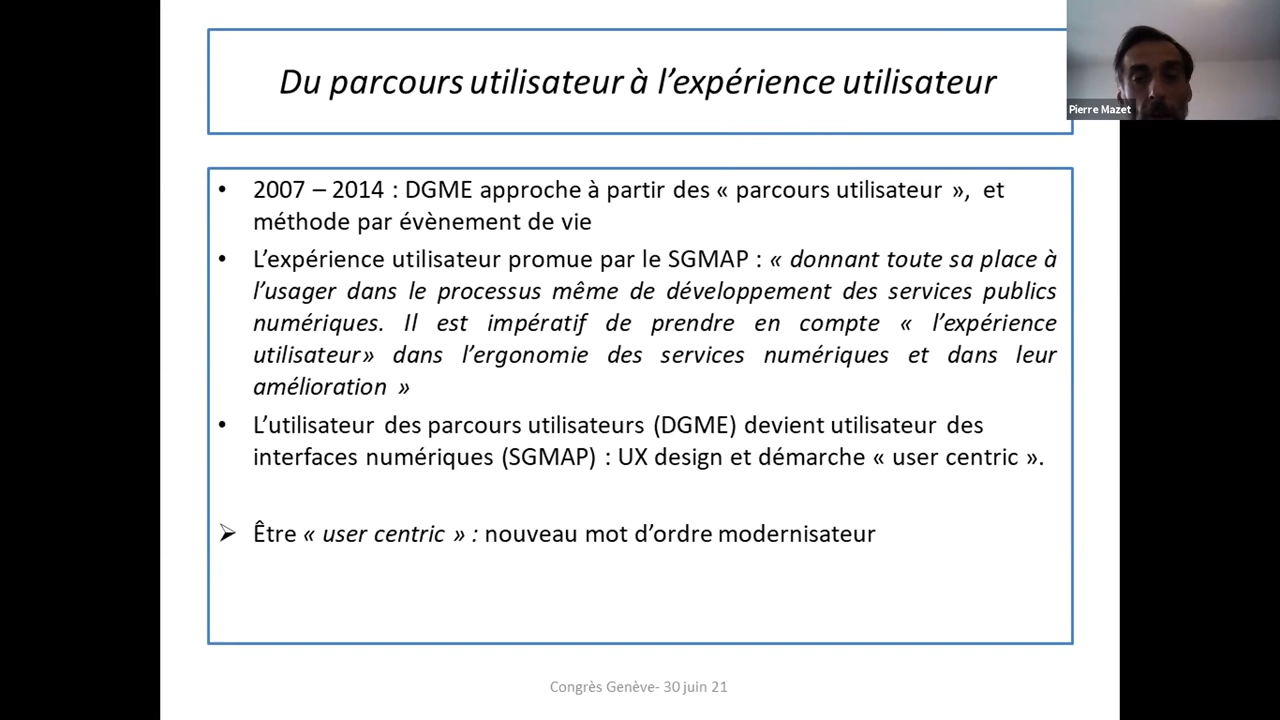 Du parcours utilisateur à l’expérience utilisateur
Pierre Mazet
• 2007 – 2014 : DGME approche à partir des « parcours utilisateur », et
méthode par évènement de vie
• L’expérience utilisateur promue par le SGMAP : « donnant toute sa place à
l’usager dans le processus même de développement des services publics
numériques. Il est impératif de prendre en compte « l’expérience
utilisateur» dans l’ergonomie des services numériques et dans leur
amélioration »
• L’utilisateur des parcours utilisateurs (DGME) devient utilisateur des
interfaces numériques (SGMAP) : UX design et démarche « user centric ».
➢ Être « user centric » : nouveau mot d’ordre modernisateur
Congrès Genève- 30 juin 21